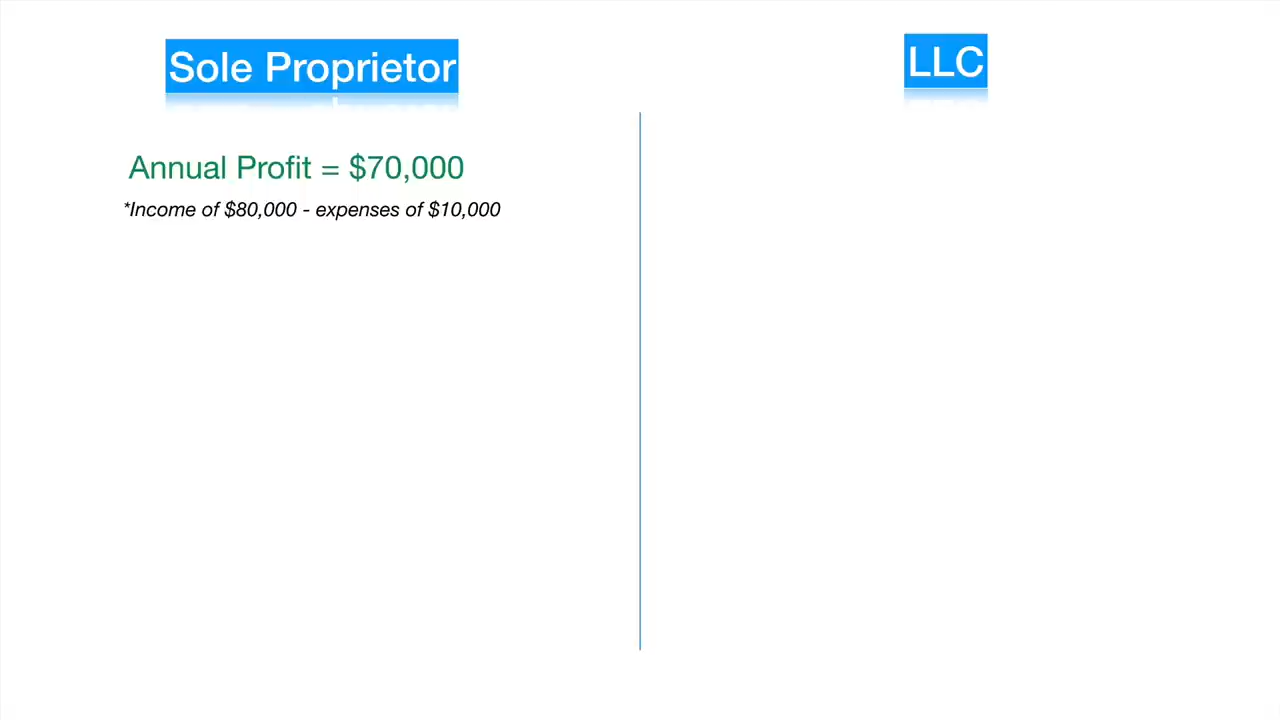 Sole Proprietor
LLC
Annual Profit = $70,000
*Income of $80,000 - expenses of $10,000